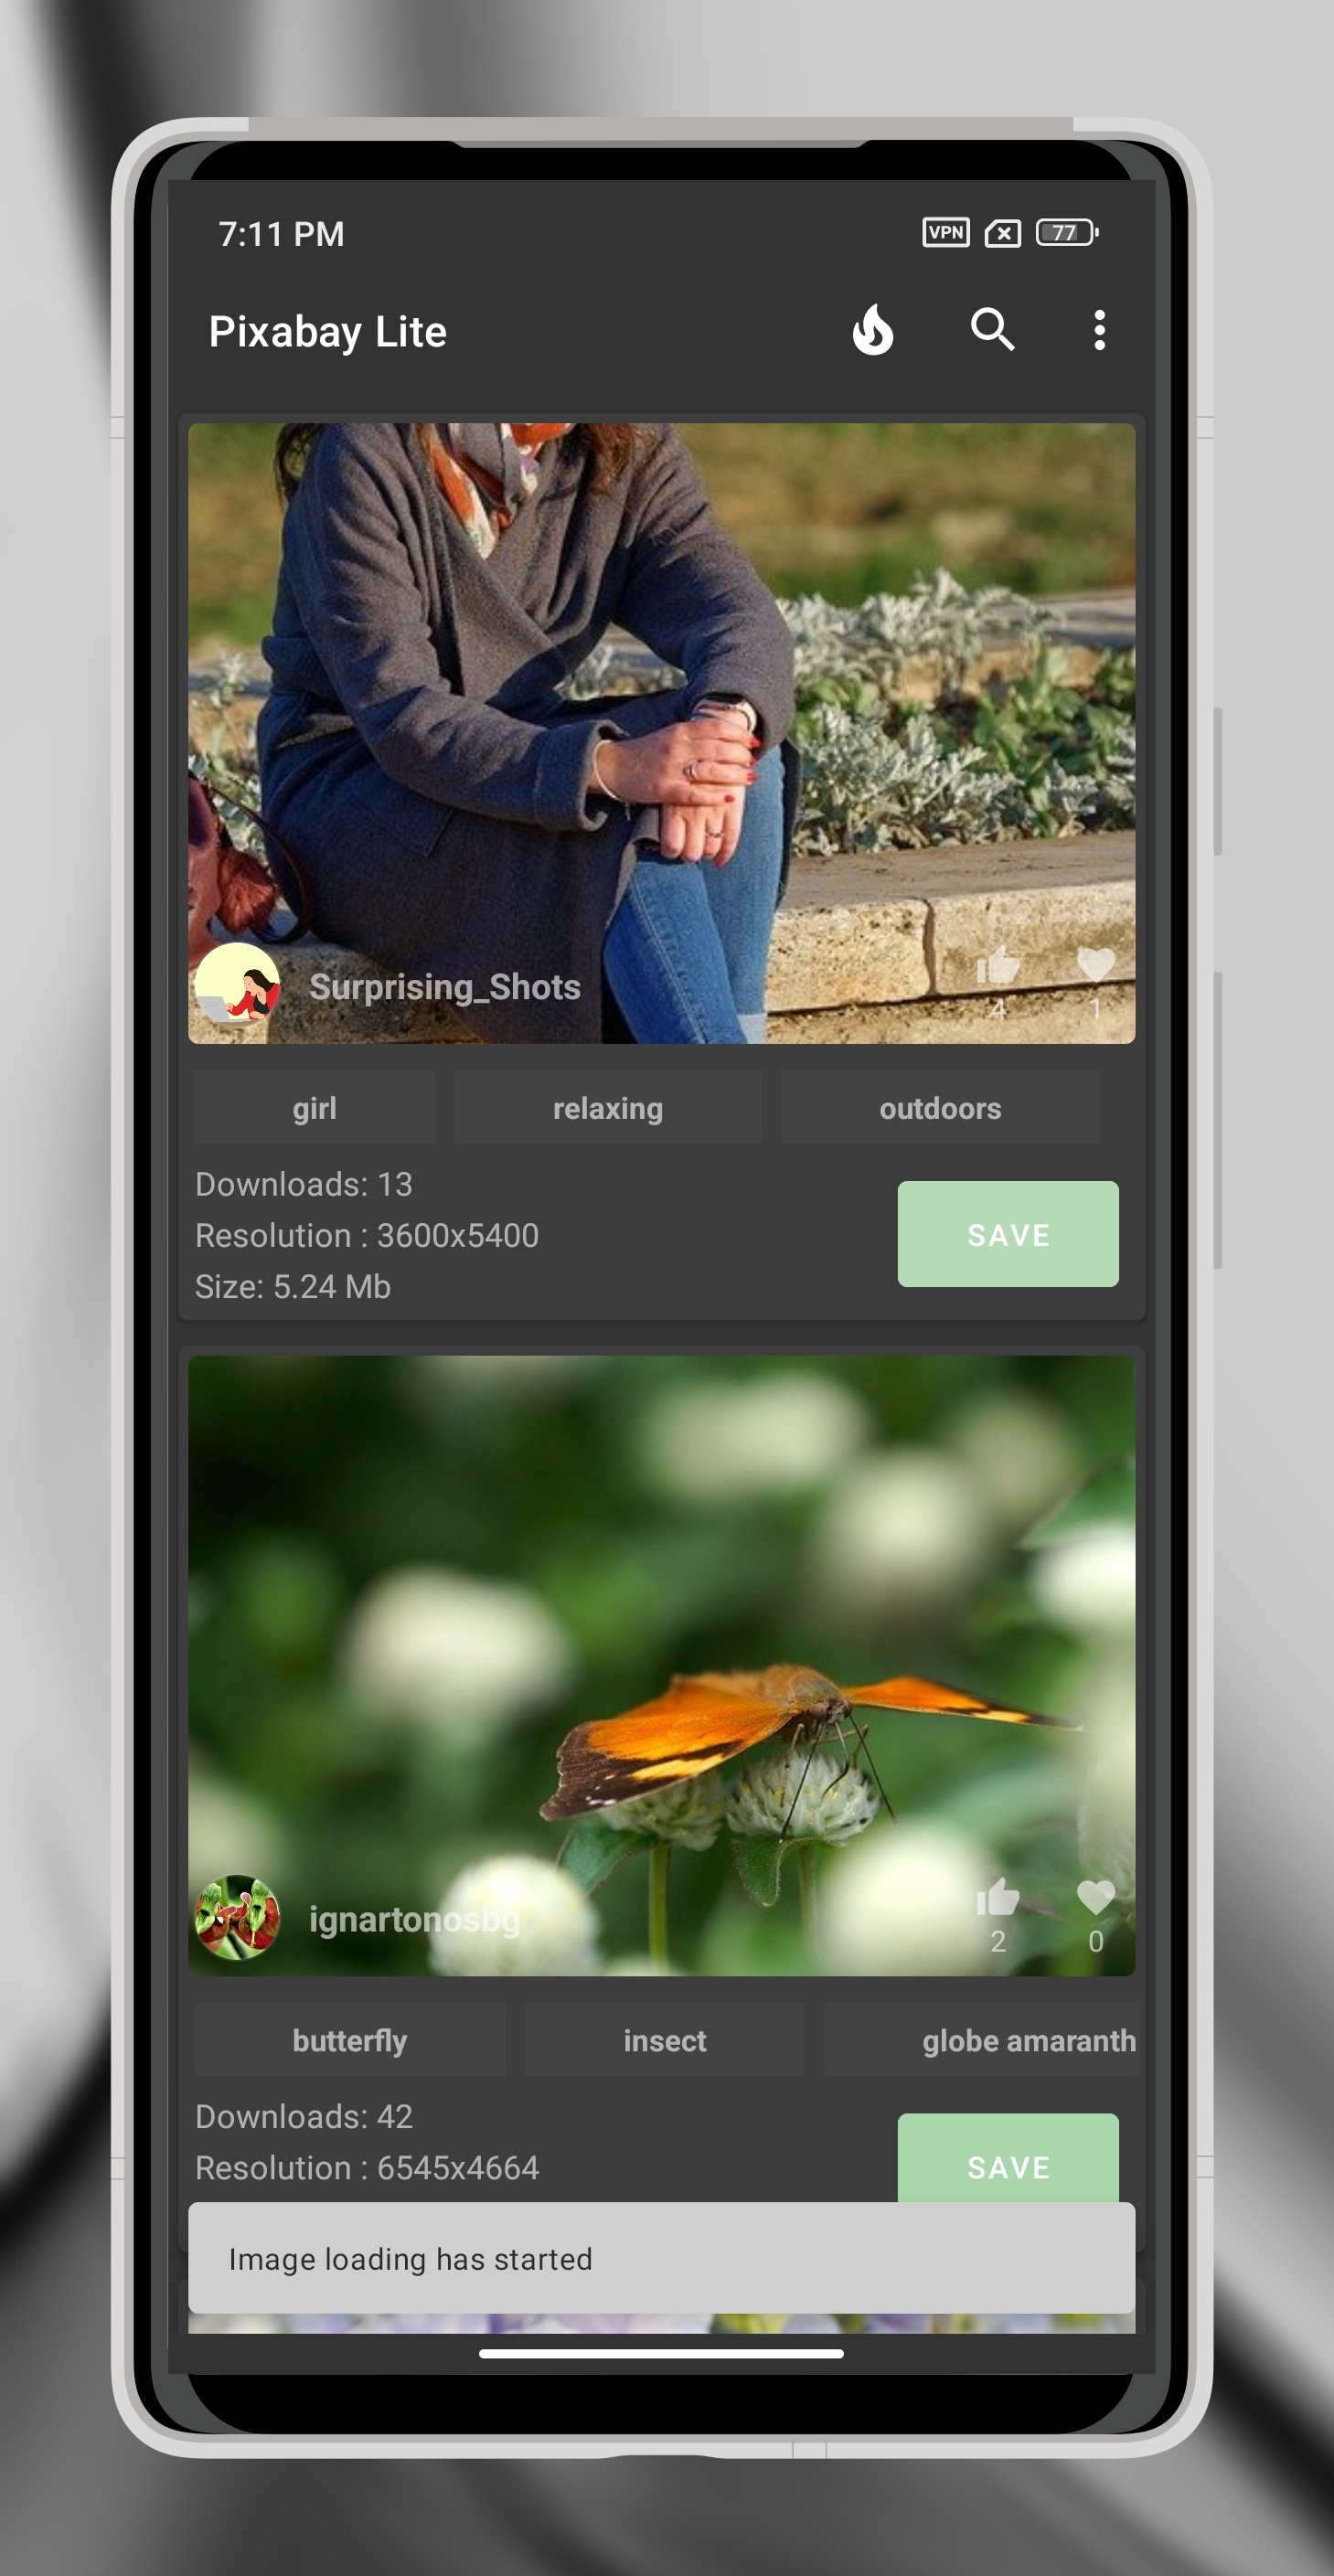 7:11 PM
VPN
77
Pixabay Lite
Surprising_Shots
4
1
girl
relaxing
outdoors
Downloads: 13
Resolution : 3600x5400
Size: 5.24 Mb
SAVE
ignartonosbg
2
0
butterfly
insect
globe amaranth
Downloads: 42
Resolution : 6545x4664
SAVE
Image loading has started